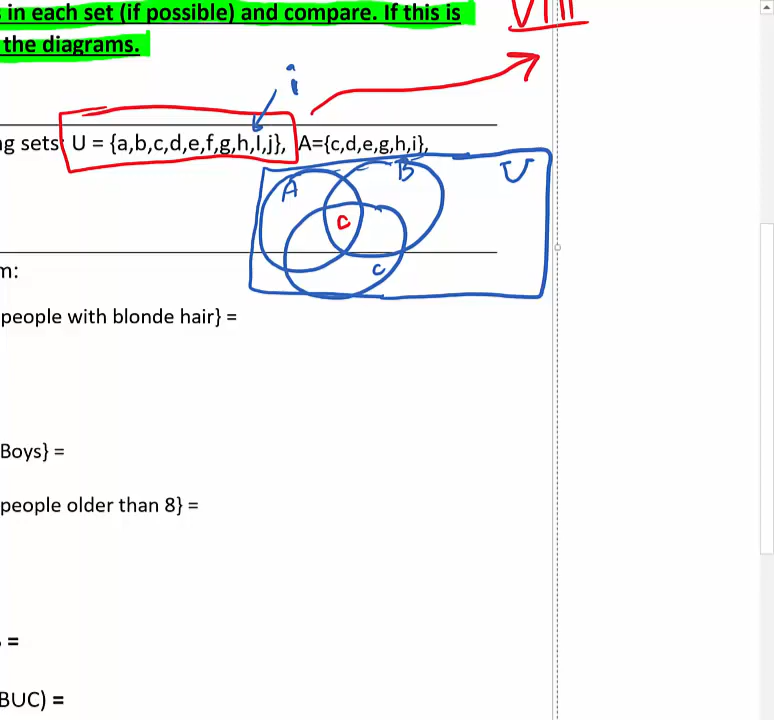 in each set (if possible) and compare. If this is
VIII
the diagrams.
i
ng sets: U = {a,b,c,d,e,f,g,h,I,j}, A={c,d,e,g,h,i},
A B U
c
c
m:
people with blonde hair} =
Boys} =
people older than 8} =
=
BUC) =